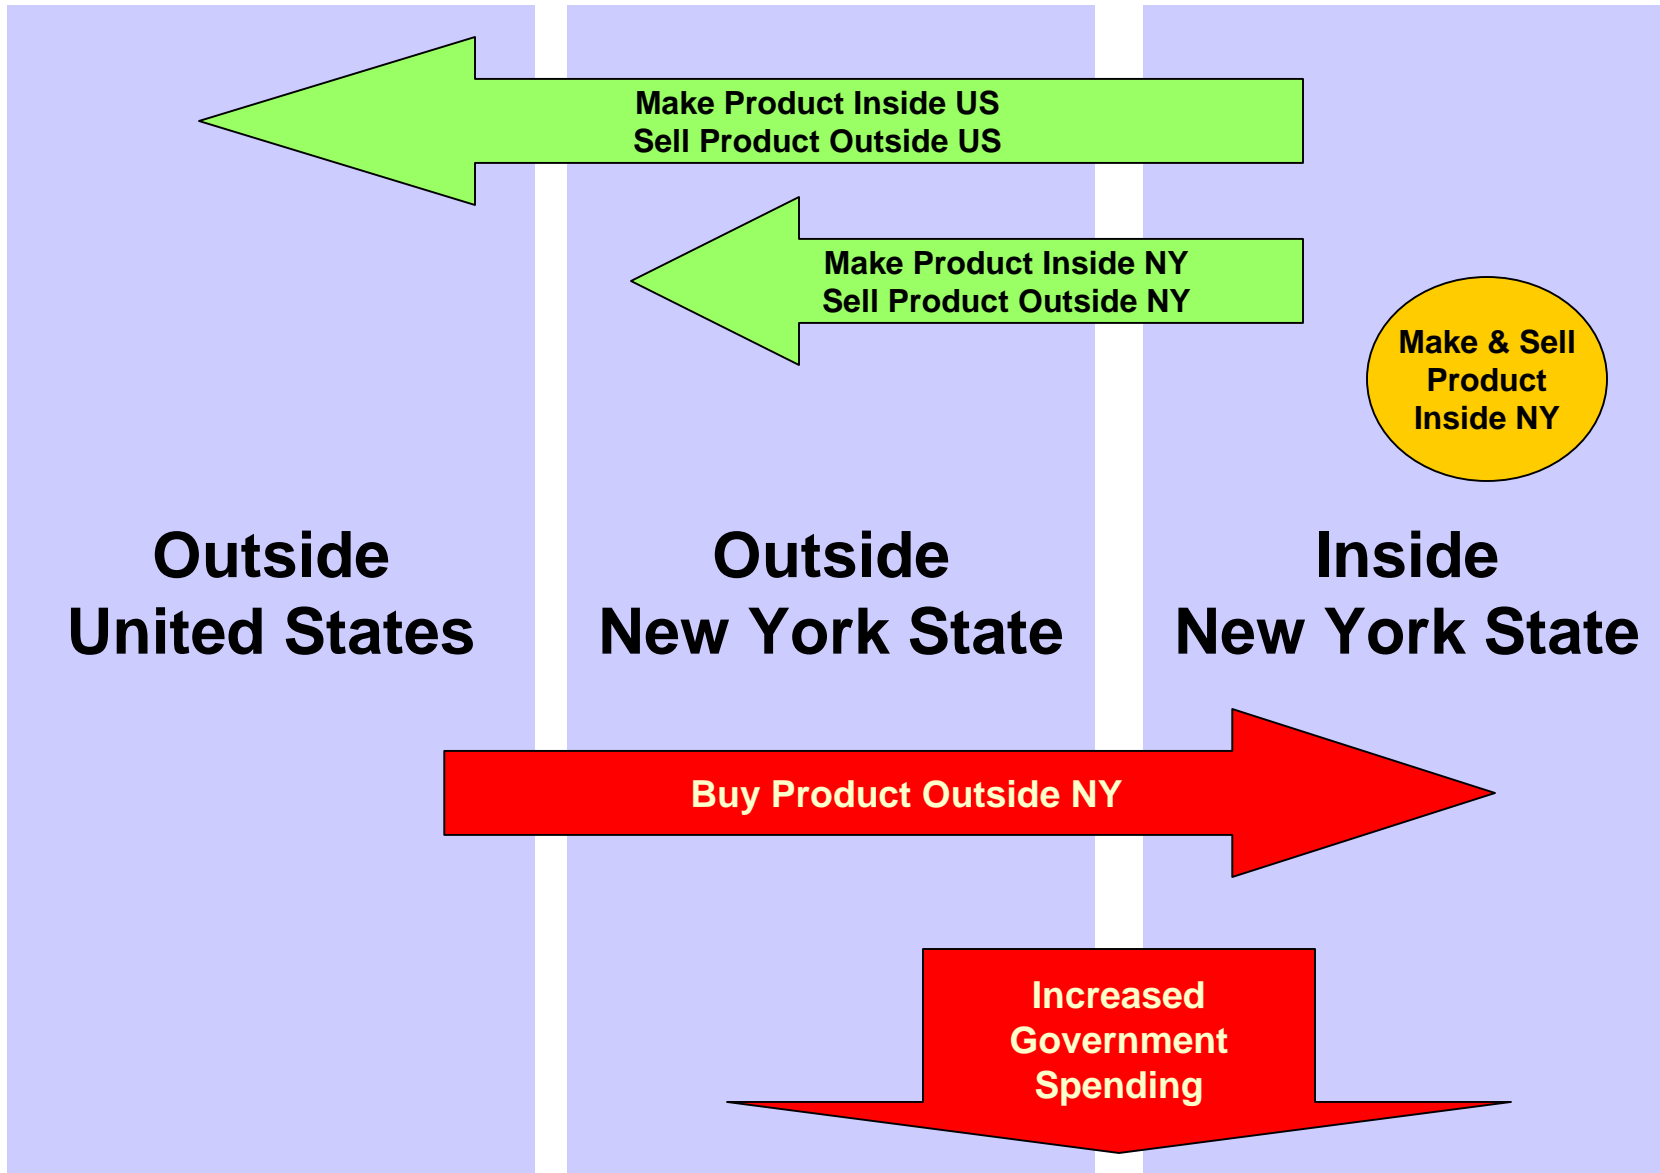 Make Product Inside US
Sell Product Outside US
Make Product Inside NY
Sell Product Outside NY
Make & Sell
Product
Inside NY
Outside
United States
Outside
New York State
Inside
New York State
Buy Product Outside NY
Increased
Government
Spending